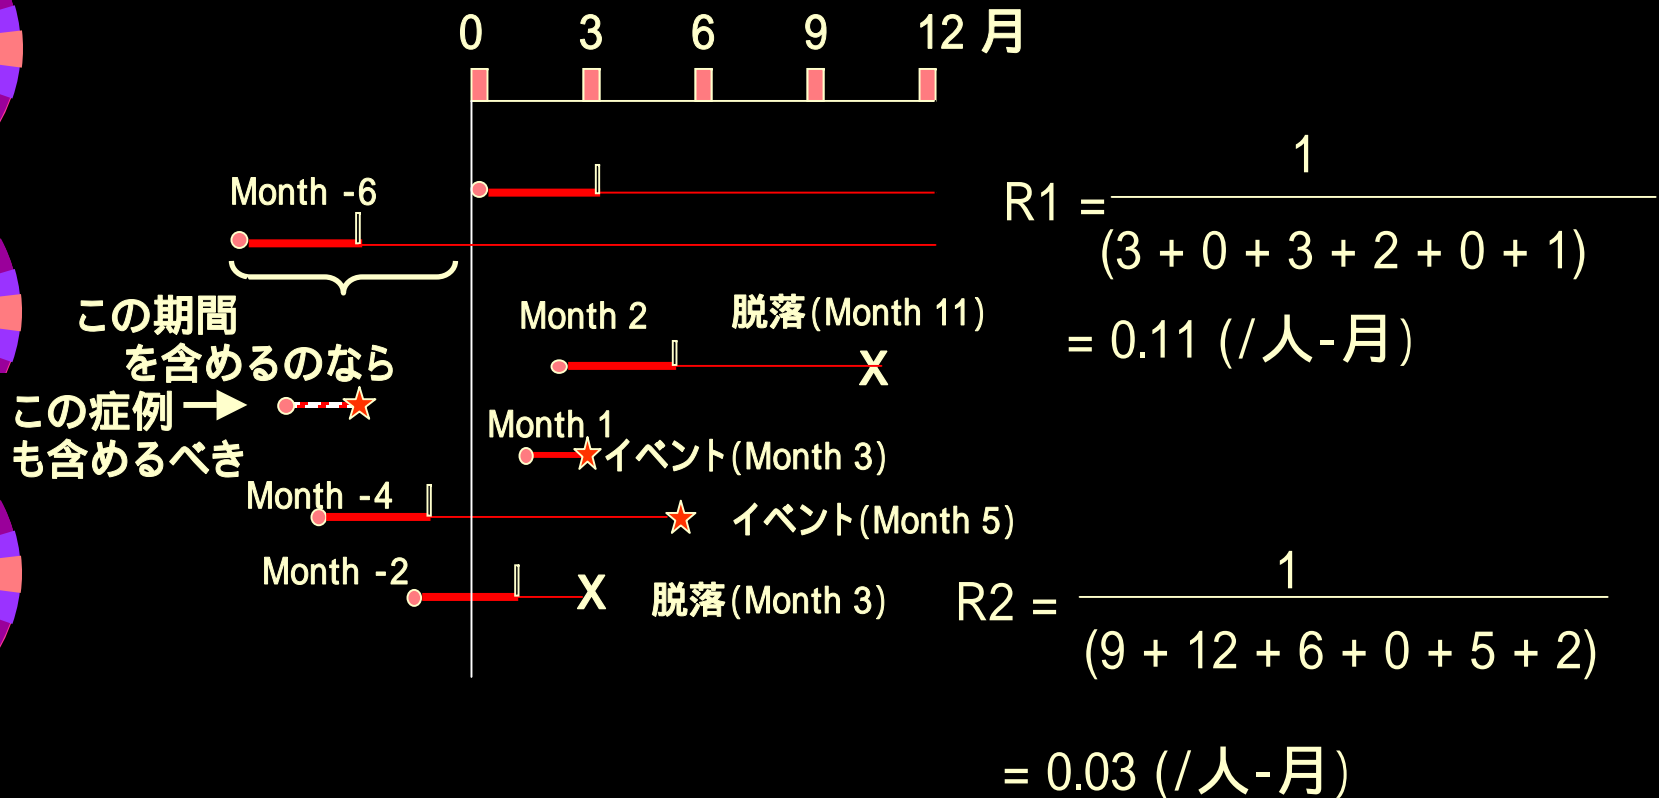 0 3 6 9 12 月
Month -6
この期間
を含めるのなら
この症例
も含めるべき
Month 2
脱落(Month 11)
Month 1
イベント(Month 3)
Month -4
イベント(Month 5)
Month -2
X
X
脱落(Month 3)
1
R1 =
(3 + 0 + 3 + 2 + 0 + 1)
= 0.11 (/人-月)
1
R2 =
(9 + 12 + 6 + 0 + 5 + 2)
= 0.03 (/人-月)